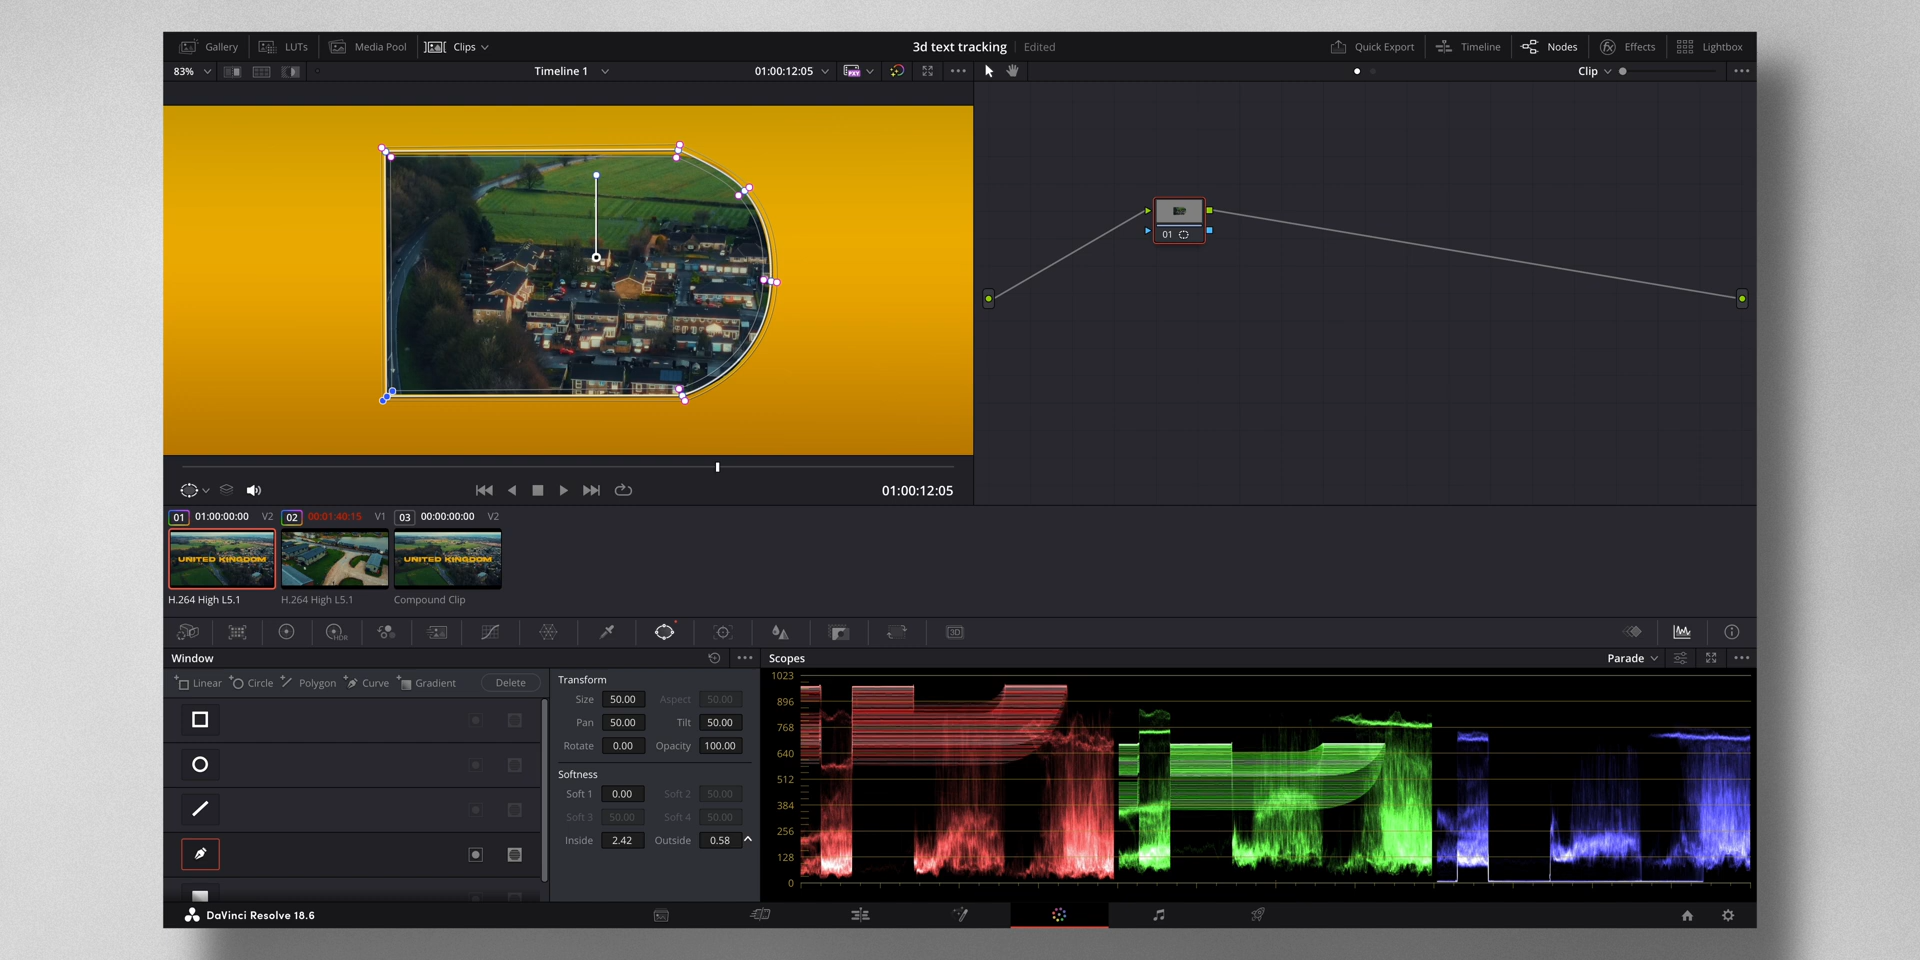 Gallery LUTs Media Pool Clips 3d text tracking Edited Quick Export Timeline Nodes Effects Lightbox
83% Timeline 1 01:00:12:05 PXY Clip
01
01:00:12:05
01 01:00:00:00 V2 02 00:01:40:15 V1 03 00:00:00:00 V2
UNITED KINGDOM UNITED KINGDOM
H.264 High L5.1 H.264 High L5.1 Compound Clip
HDR 3D
Window Scopes Parade
Linear Circle Polygon Curve Gradient Delete
Transform
Size 50.00 Aspect 50.00
Pan 50.00 Tilt 50.00
Rotate 0.00 Opacity 100.00
Softness
Soft 1 0.00 Soft 2 50.00
Soft 3 50.00 Soft 4 50.00
Inside 2.42 Outside 0.58
1023
896
768
640
512
384
256
128
0
DaVinci Resolve 18.6